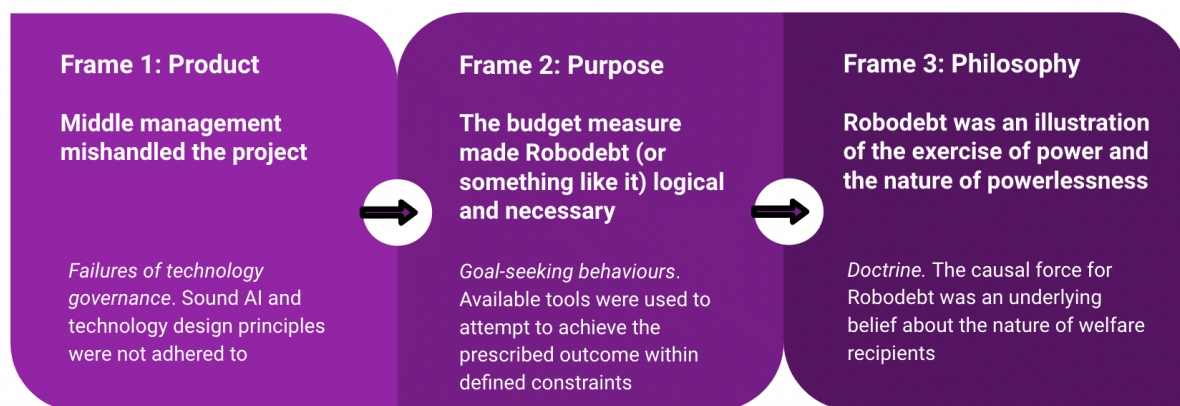 Frame 1: Product
Middle management
mishandled the project
Failures of technology
governance. Sound AI and
technology design principles
were not adhered to
Frame 2: Purpose
The budget measure
made Robodebt (or
something like it) logical
and necessary
Goal-seeking behaviours.
Available tools were used to
attempt to achieve the
prescribed outcome within
defined constraints
Frame 3: Philosophy
Robodebt was an illustration
of the exercise of power and
the nature of powerlessness
Doctrine. The causal force for
Robodebt was an underlying
belief about the nature of welfare
recipients